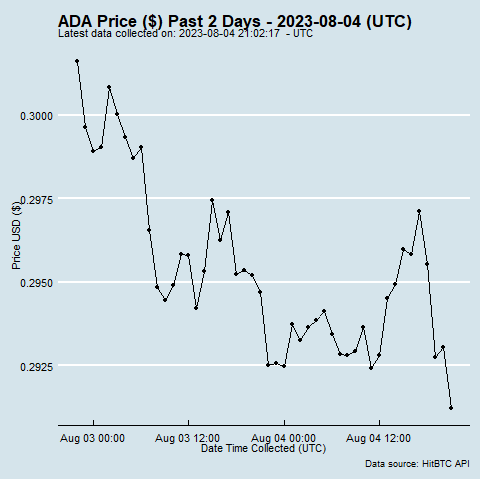 ADA Price ($) Past 2 Days - 2023-08-04 (UTC)
Latest data collected on: 2023-08-04 21:02:17  - UTC
0.3000
0.2975
Price USD ($)
0.2950
0.2925
Aug 03 00:00 Aug 03 12:00 Aug 04 00:00 Aug 04 12:00
Date Time Collected (UTC)
Data source: HitBTC API